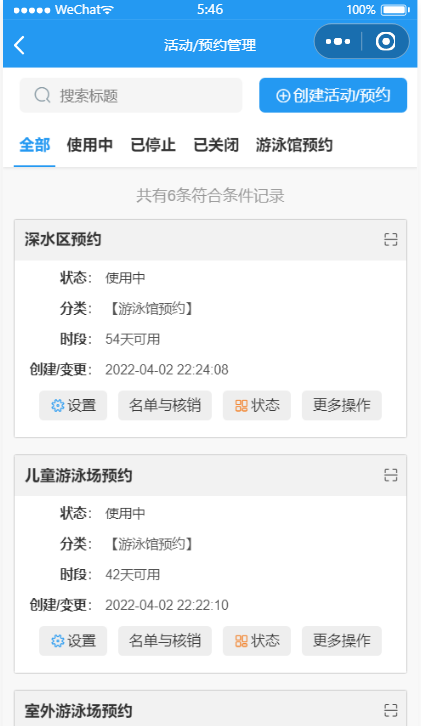 WeChat 5:46 100%
活动/预约管理
搜索标题 创建活动/预约
全部 使用中 已停止 已关闭 游泳馆预约
共有6条符合条件记录
深水区预约
状态: 使用中
分类: 【游泳馆预约】
时段: 54天可用
创建/变更: 2022-04-02 22:24:08
设置 名单与核销 状态 更多操作
儿童游泳场预约
状态: 使用中
分类: 【游泳馆预约】
时段: 42天可用
创建/变更: 2022-04-02 22:22:10
设置 名单与核销 状态 更多操作
室外游泳场预约